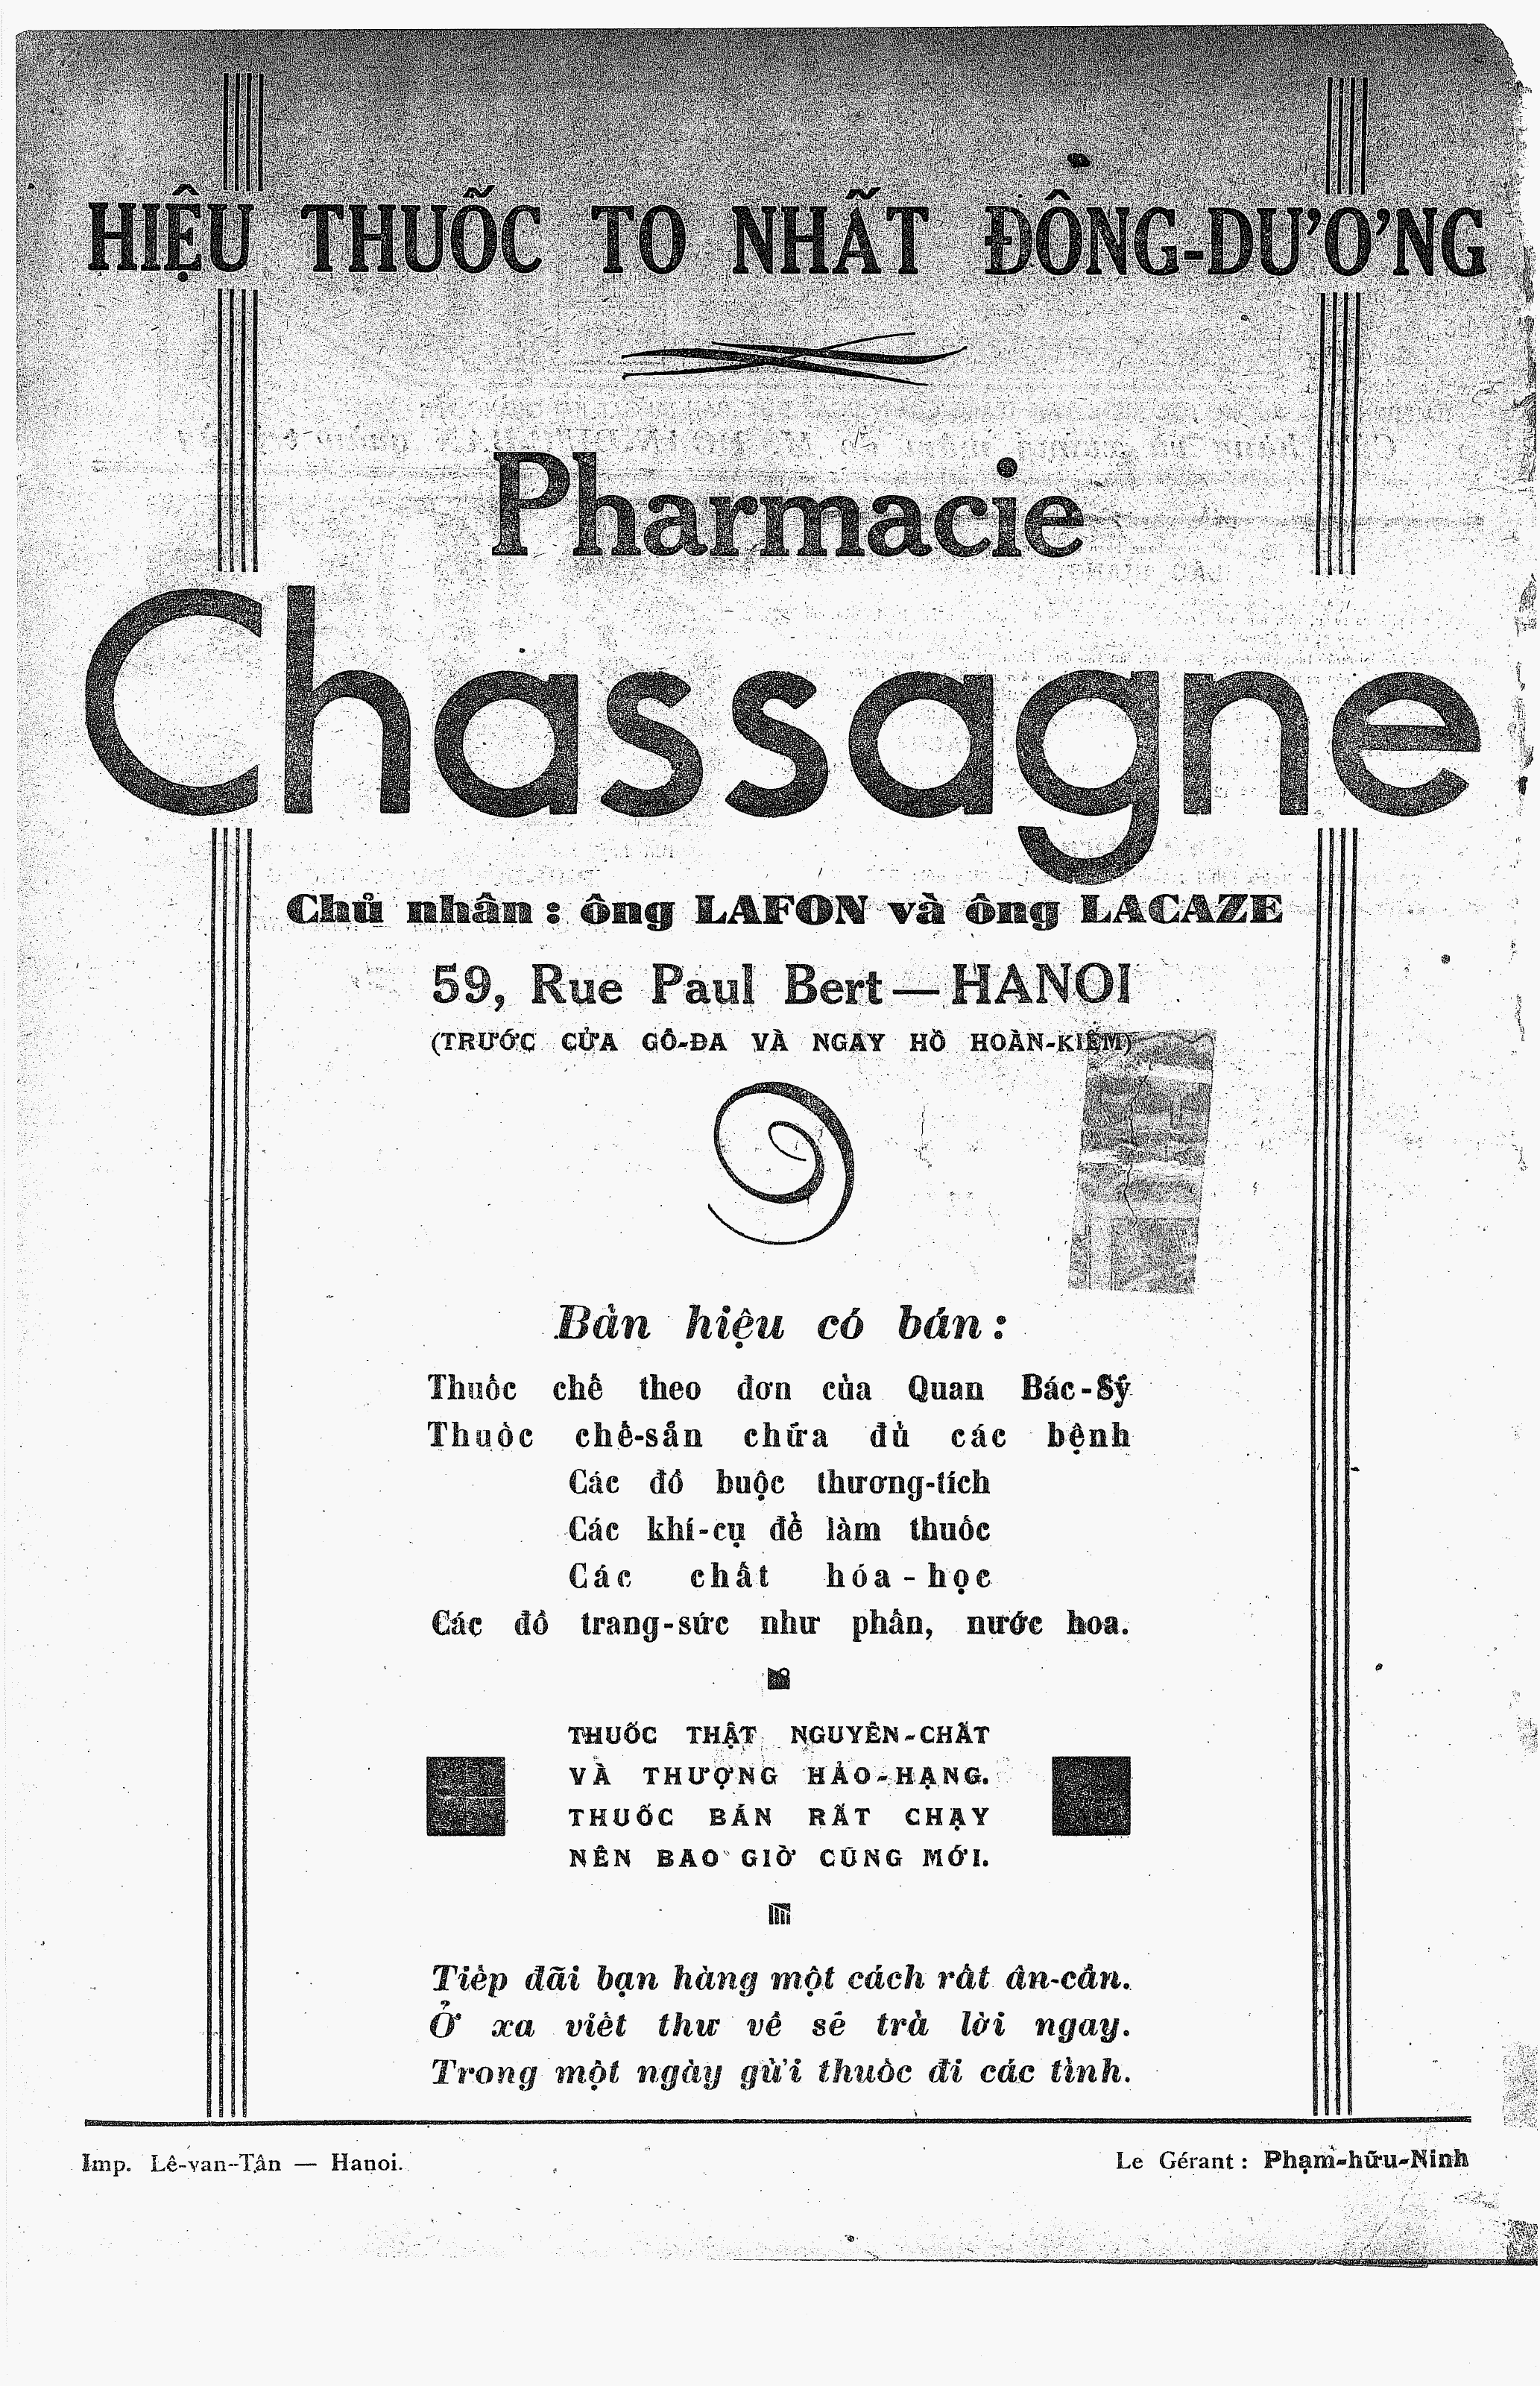 HIỆU THUỐC TO NHẤT ĐÔNG-DƯƠNG
Pharmacie
Chassagne
Chủ nhân : ông LAFON và ông LACAZE
59, Rue Paul Bert — HANOI
(TRƯỚC CỬA GÔ-ĐA VÀ NGAY HỒ HOÀN-KIẾM)
Bản hiệu có bán :
Thuốc chế theo đơn của Quan Bác-Sỹ
Thuốc chế-sẵn chứa đủ các bệnh
Các đồ buộc thương-tích
Các khí-cụ để làm thuốc
Các chất hóa-học
Các đồ trang-sức như phấn, nước hoa.
THUỐC THẬT NGUYÊN-CHẤT
VÀ THƯỢNG HẢO-HẠNG.
THUỐC BÁN RẤT CHẠY
NÊN BAO GIỜ CŨNG MỚI.
Tiếp đãi bạn hàng một cách rất ân-cần.
Ở xa viết thư về sẽ trả lời ngay.
Trong một ngày gửi thuốc đi các tỉnh.
Imp. Lê-van-Tân — Hanoi.
Le Gérant : Phạm-hữu-Ninh